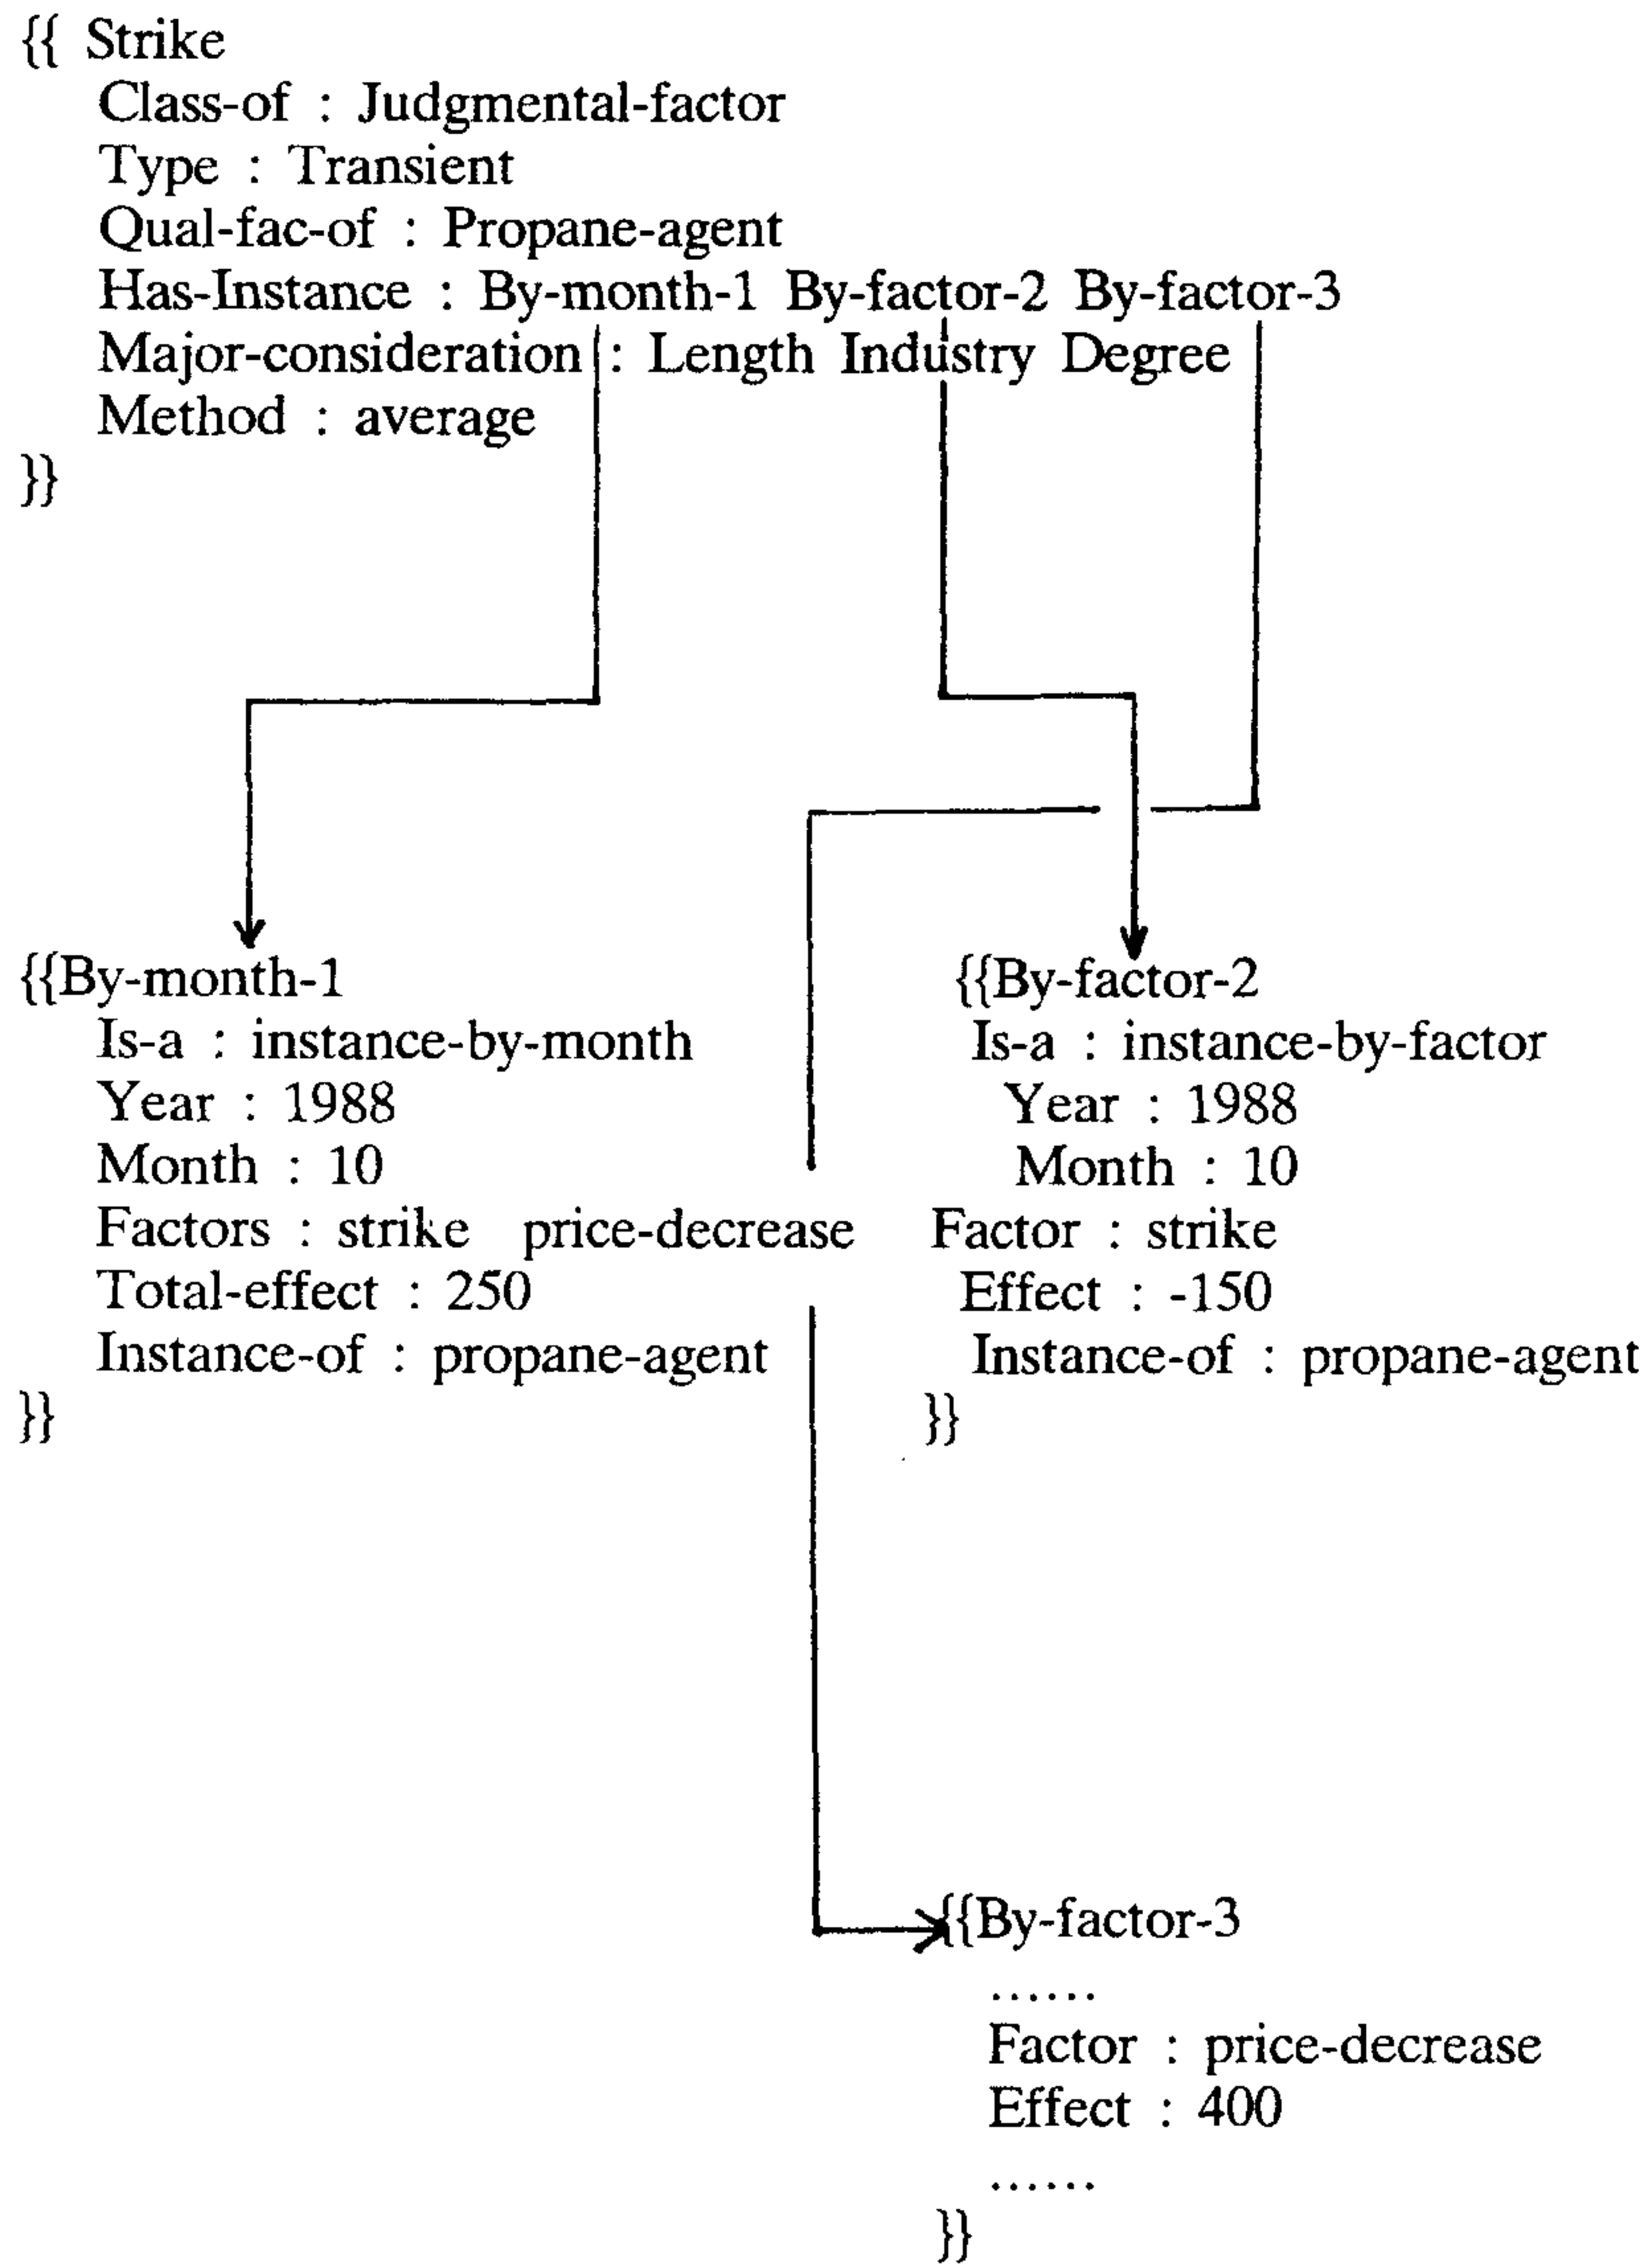 {{ Strike
Class-of : Judgmental-factor
Type : Transient
Qual-fac-of : Propane-agent
Has-Instance : By-month-1 By-factor-2 By-factor-3
Major-consideration : Length Industry Degree
Method : average
}}
{{By-month-1
Is-a : instance-by-month
Year : 1988
Month : 10
Factors : strike price-decrease
Total-effect : 250
Instance-of : propane-agent
}}
{{By-factor-2
Is-a : instance-by-factor
Year : 1988
Month : 10
Factor : strike
Effect : -150
Instance-of : propane-agent
}}
{{By-factor-3
......
Factor : price-decrease
Effect : 400
......
}}